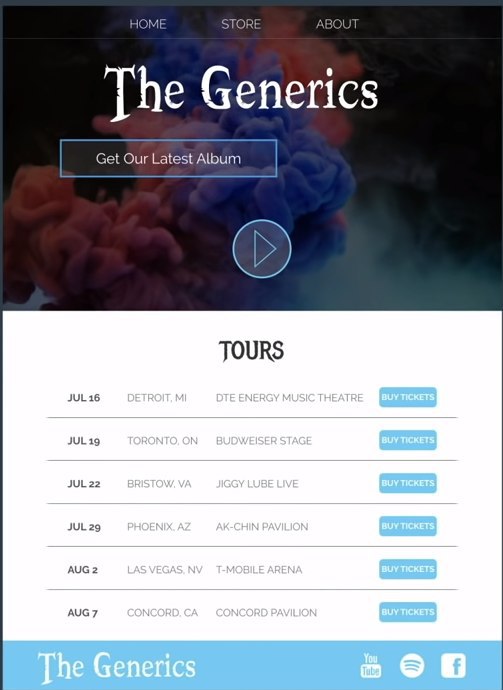 HOME STORE ABOUT
The Generics
Get Our Latest Album
TOURS
JUL 16 DETROIT, MI DTE ENERGY MUSIC THEATRE BUY TICKETS
JUL 19 TORONTO, ON BUDWEISER STAGE BUY TICKETS
JUL 22 BRISTOW, VA JIGGY LUBE LIVE BUY TICKETS
JUL 29 PHOENIX, AZ AK-CHIN PAVILION BUY TICKETS
AUG 2 LAS VEGAS, NV T-MOBILE ARENA BUY TICKETS
AUG 7 CONCORD, CA CONCORD PAVILION BUY TICKETS
The Generics
You
Tube